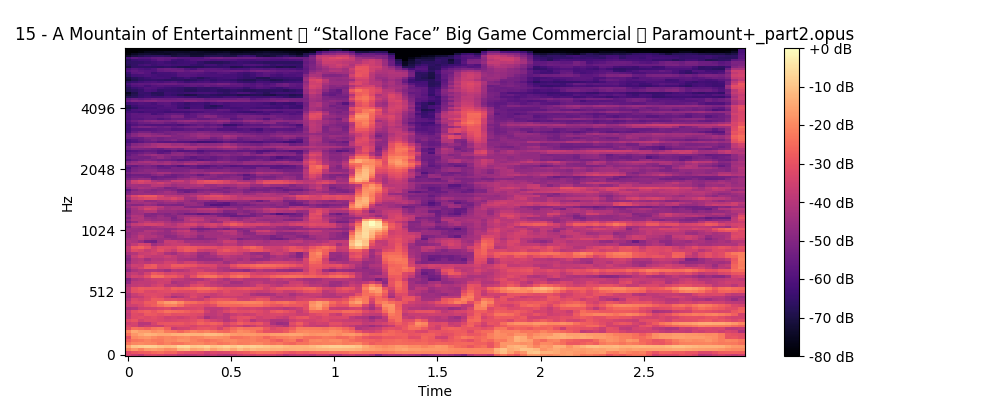 15 - A Mountain of Entertainment ▯ “Stallone Face” Big Game Commercial ▯ Paramount+_part2.opus
+0 dB
-10 dB
-20 dB
-30 dB
-40 dB
-50 dB
-60 dB
-70 dB
-80 dB
4096
2048
1024
512
0
Hz
0
0.5
1
1.5
2
2.5
Time